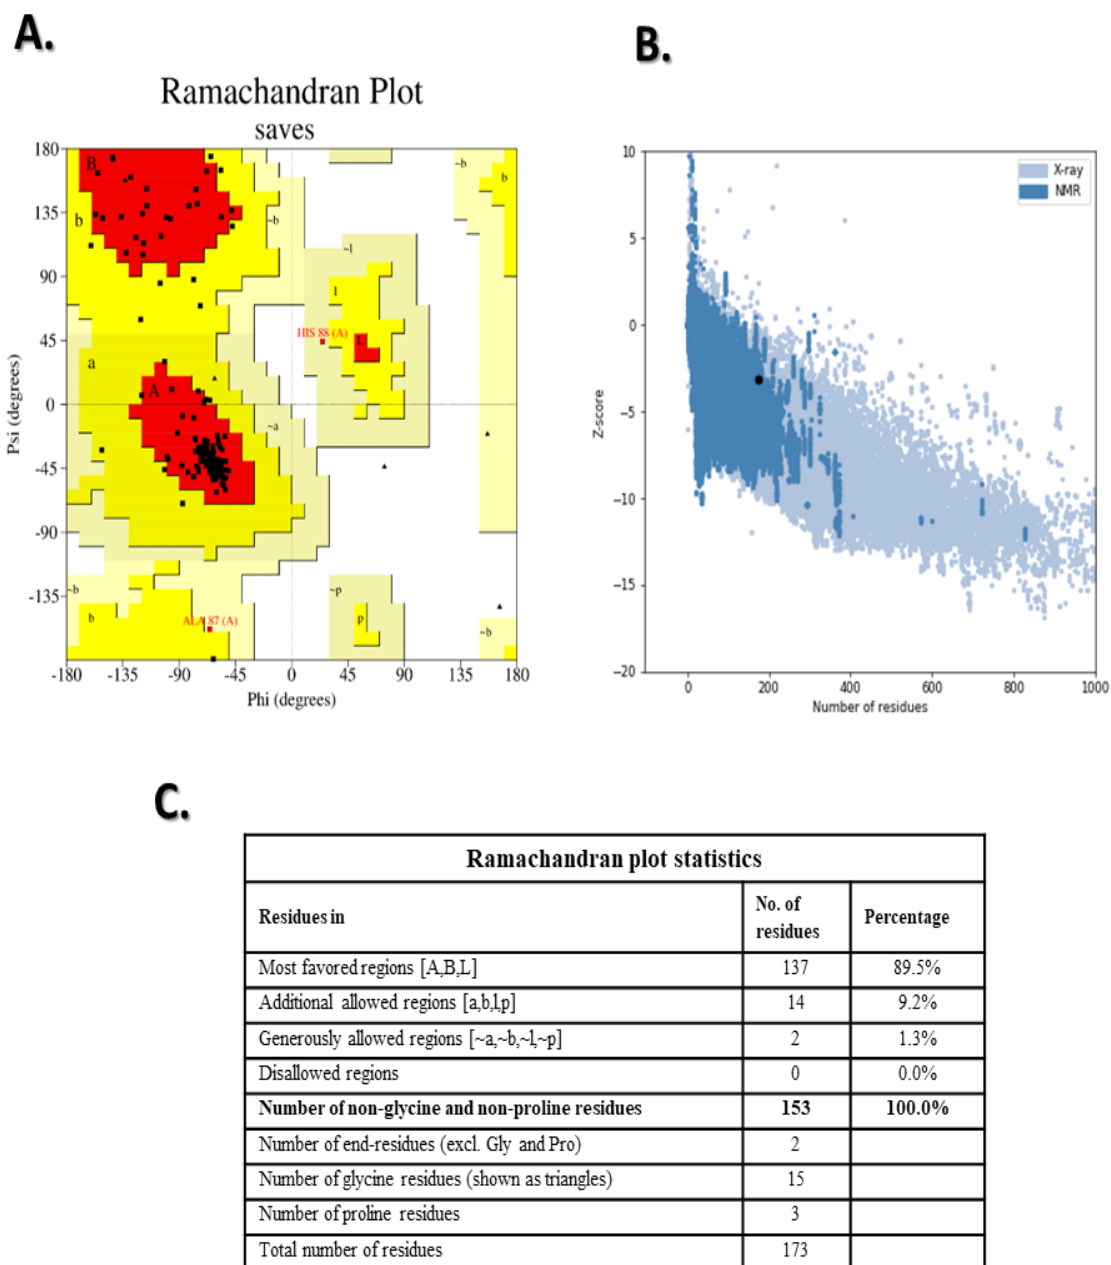 A.
Ramachandran Plot
saves
B
b
~b
~b
b
~l
l
HIS 88 (A)
L
a
A
~a
~b
b
ALA 87 (A)
~p
p
~b
180
135
90
45
0
-45
-90
-135
-180
-135
-90
-45
0
45
90
135
180
Psi (degrees)
Phi (degrees)
B.
X-ray
NMR
10
5
0
−5
−10
−15
−20
0
200
400
600
800
1000
Z-score
Number of residues
C.
Ramachandran plot statistics
Residues in No. of residues Percentage
Most favored regions [A,B,L] 137 89.5%
Additional allowed regions [a,b,l,p] 14 9.2%
Generously allowed regions [~a,~b,~l,~p] 2 1.3%
Disallowed regions 0 0.0%
Number of non-glycine and non-proline residues 153 100.0%
Number of end-residues (excl. Gly and Pro) 2
Number of glycine residues (shown as triangles) 15
Number of proline residues 3
Total number of residues 173